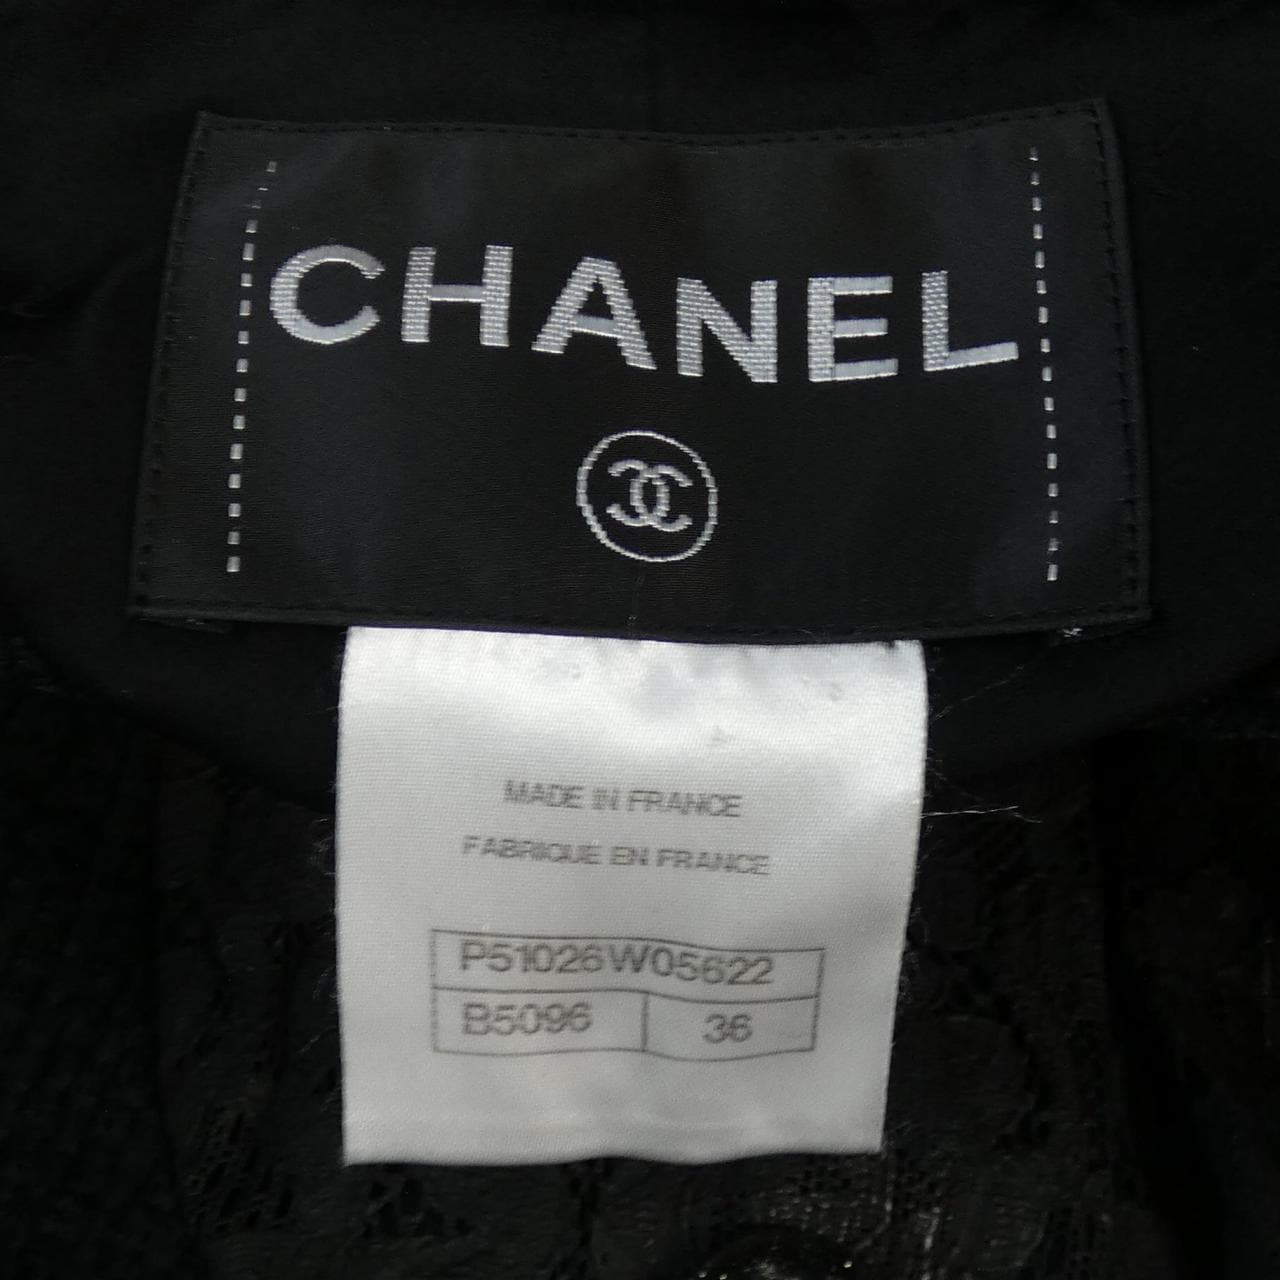 CHANEL
MADE IN FRANCE
FABRIQUE EN FRANCE
P51026W05622
B5096 36